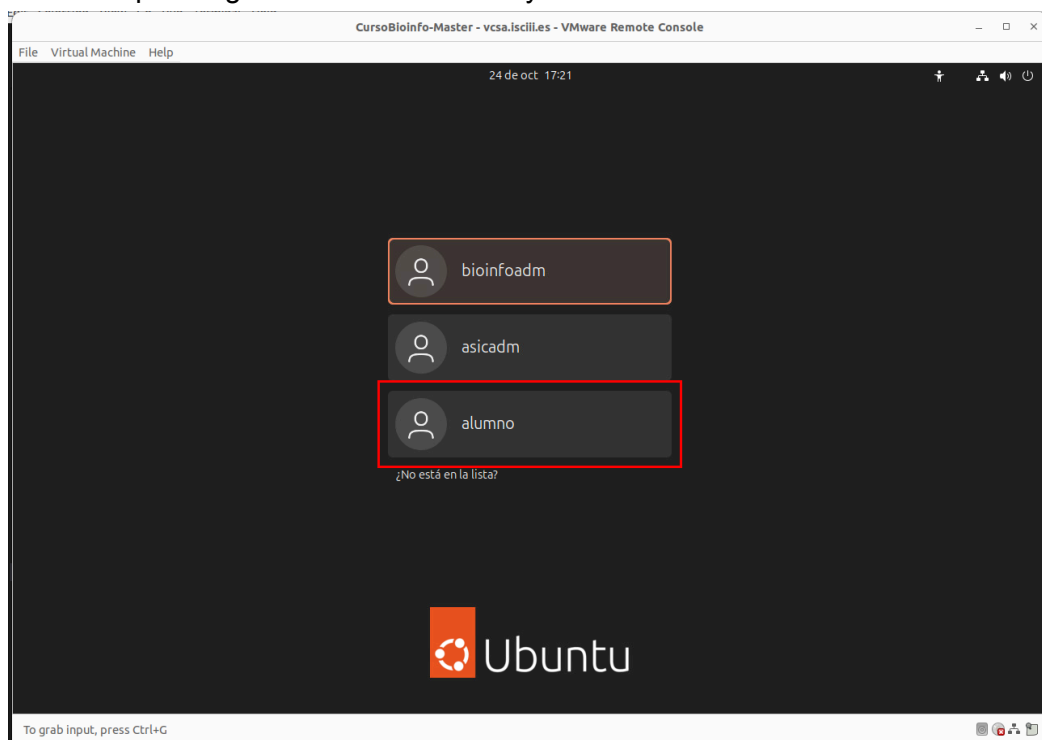 CursoBioinfo-Master - vcsa.isciii.es - VMware Remote Console
File Virtual Machine Help
24 de oct 17:21
bioinfoadm
asicadm
alumno
¿No está en la lista?
Ubuntu
To grab input, press Ctrl+G